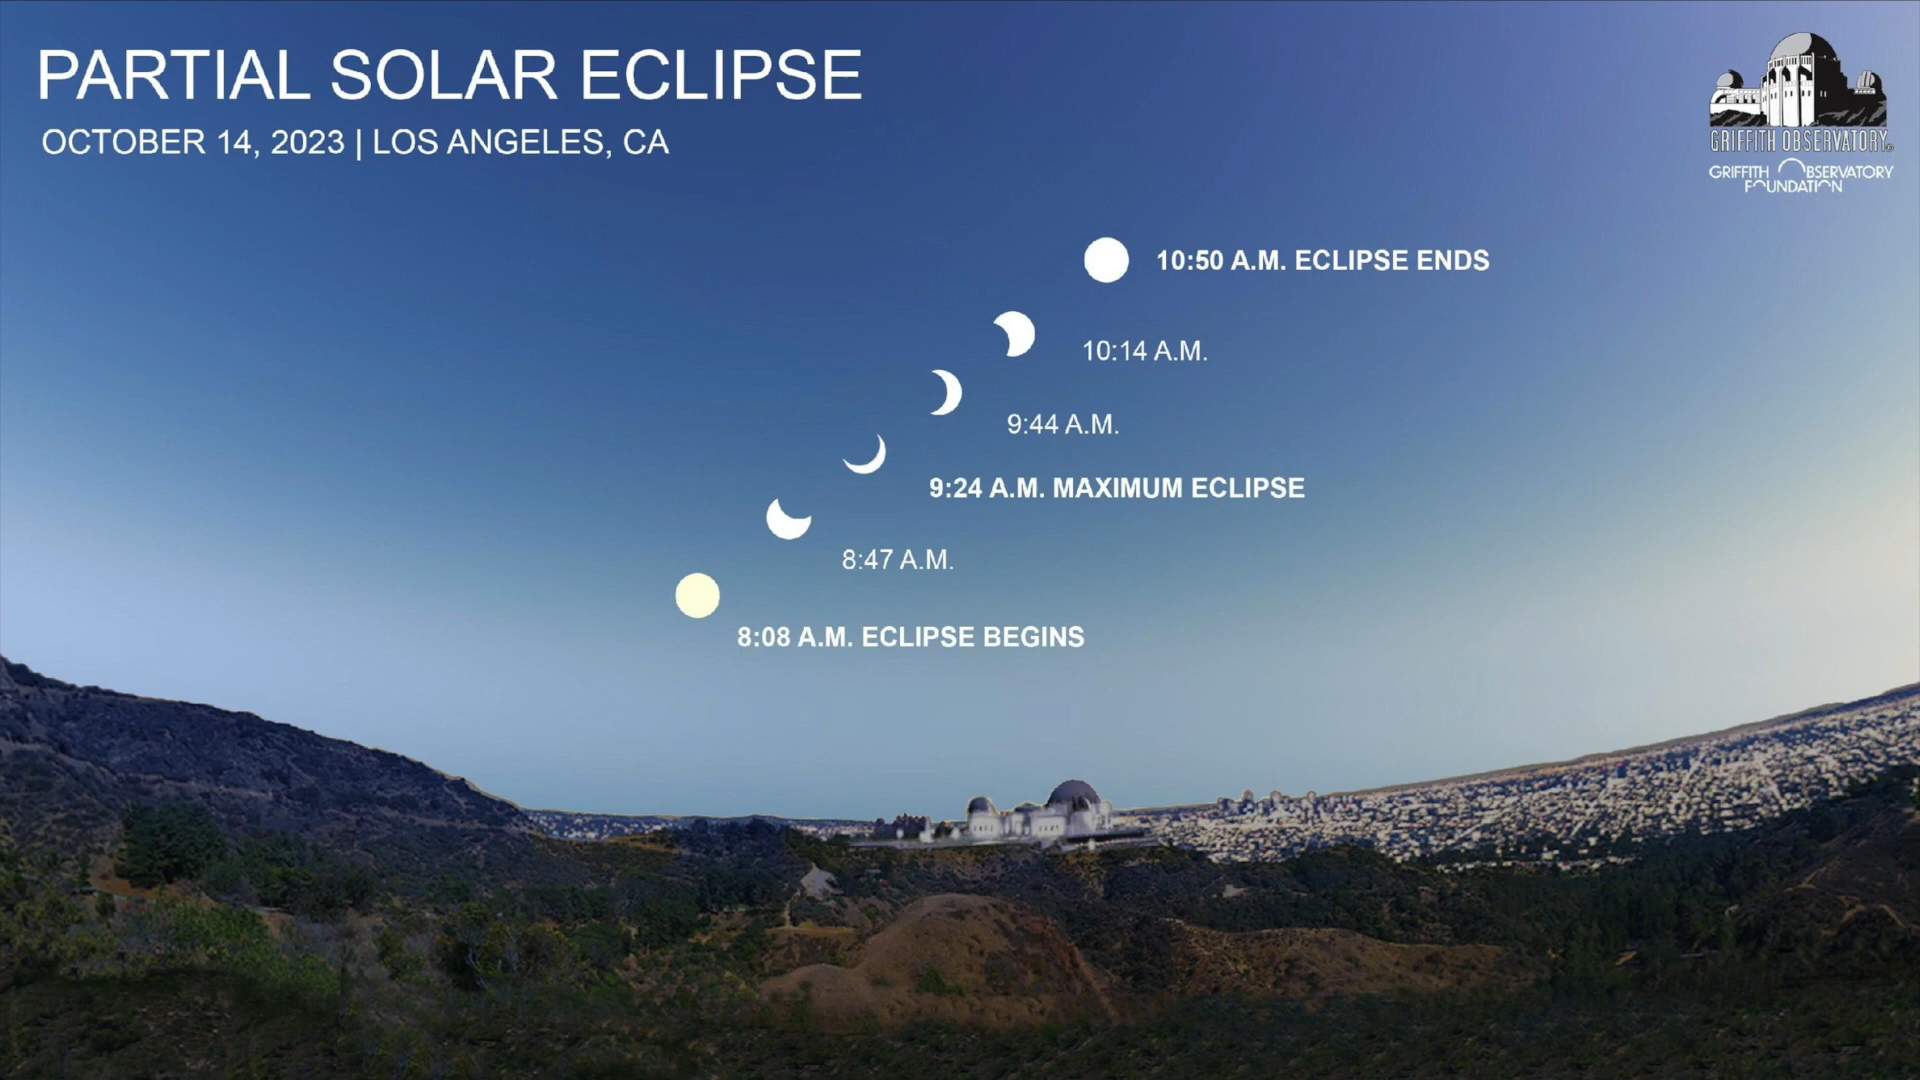 PARTIAL SOLAR ECLIPSE
OCTOBER 14, 2023 | LOS ANGELES, CA
GRIFFITH OBSERVATORY®
GRIFFITH OBSERVATORY
FOUNDATION
10:50 A.M. ECLIPSE ENDS
10:14 A.M.
9:44 A.M.
9:24 A.M. MAXIMUM ECLIPSE
8:47 A.M.
8:08 A.M. ECLIPSE BEGINS